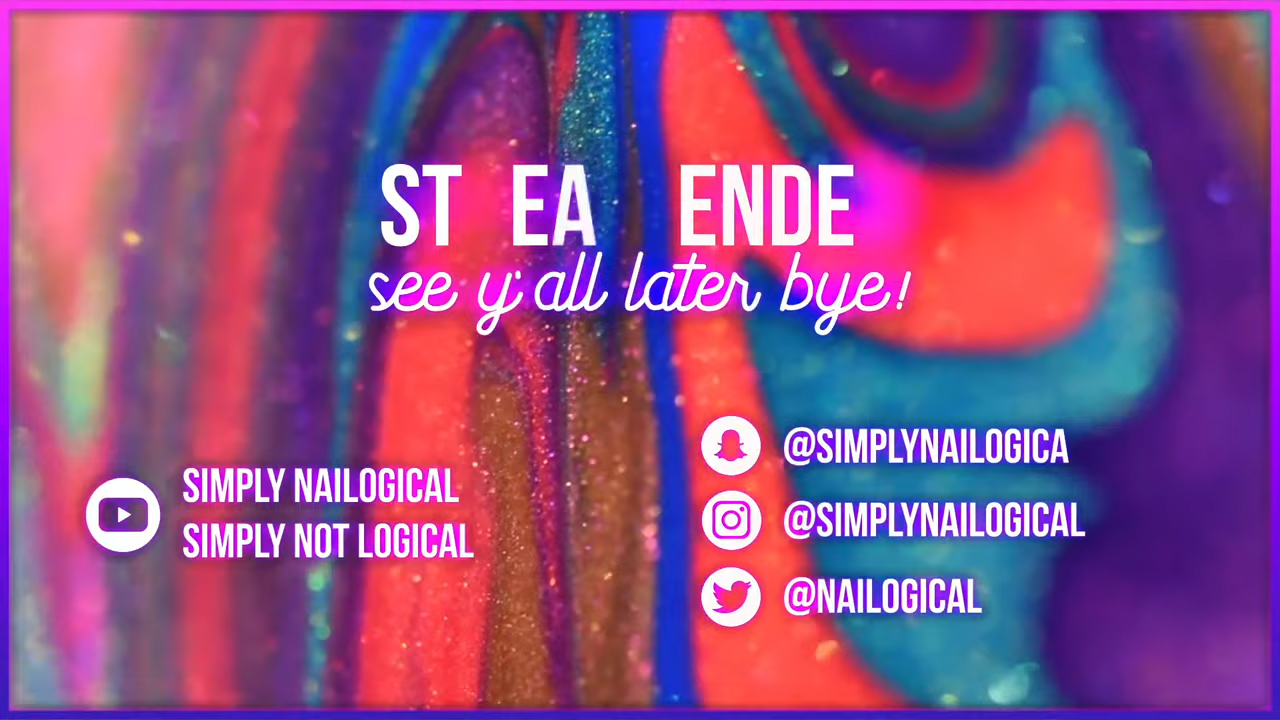 ST EA ENDE
see y'all later bye!
SIMPLY NAILOGICAL
SIMPLY NOT LOGICAL
@SIMPLYNAILOGICA
@SIMPLYNAILOGICAL
@NAILOGICAL